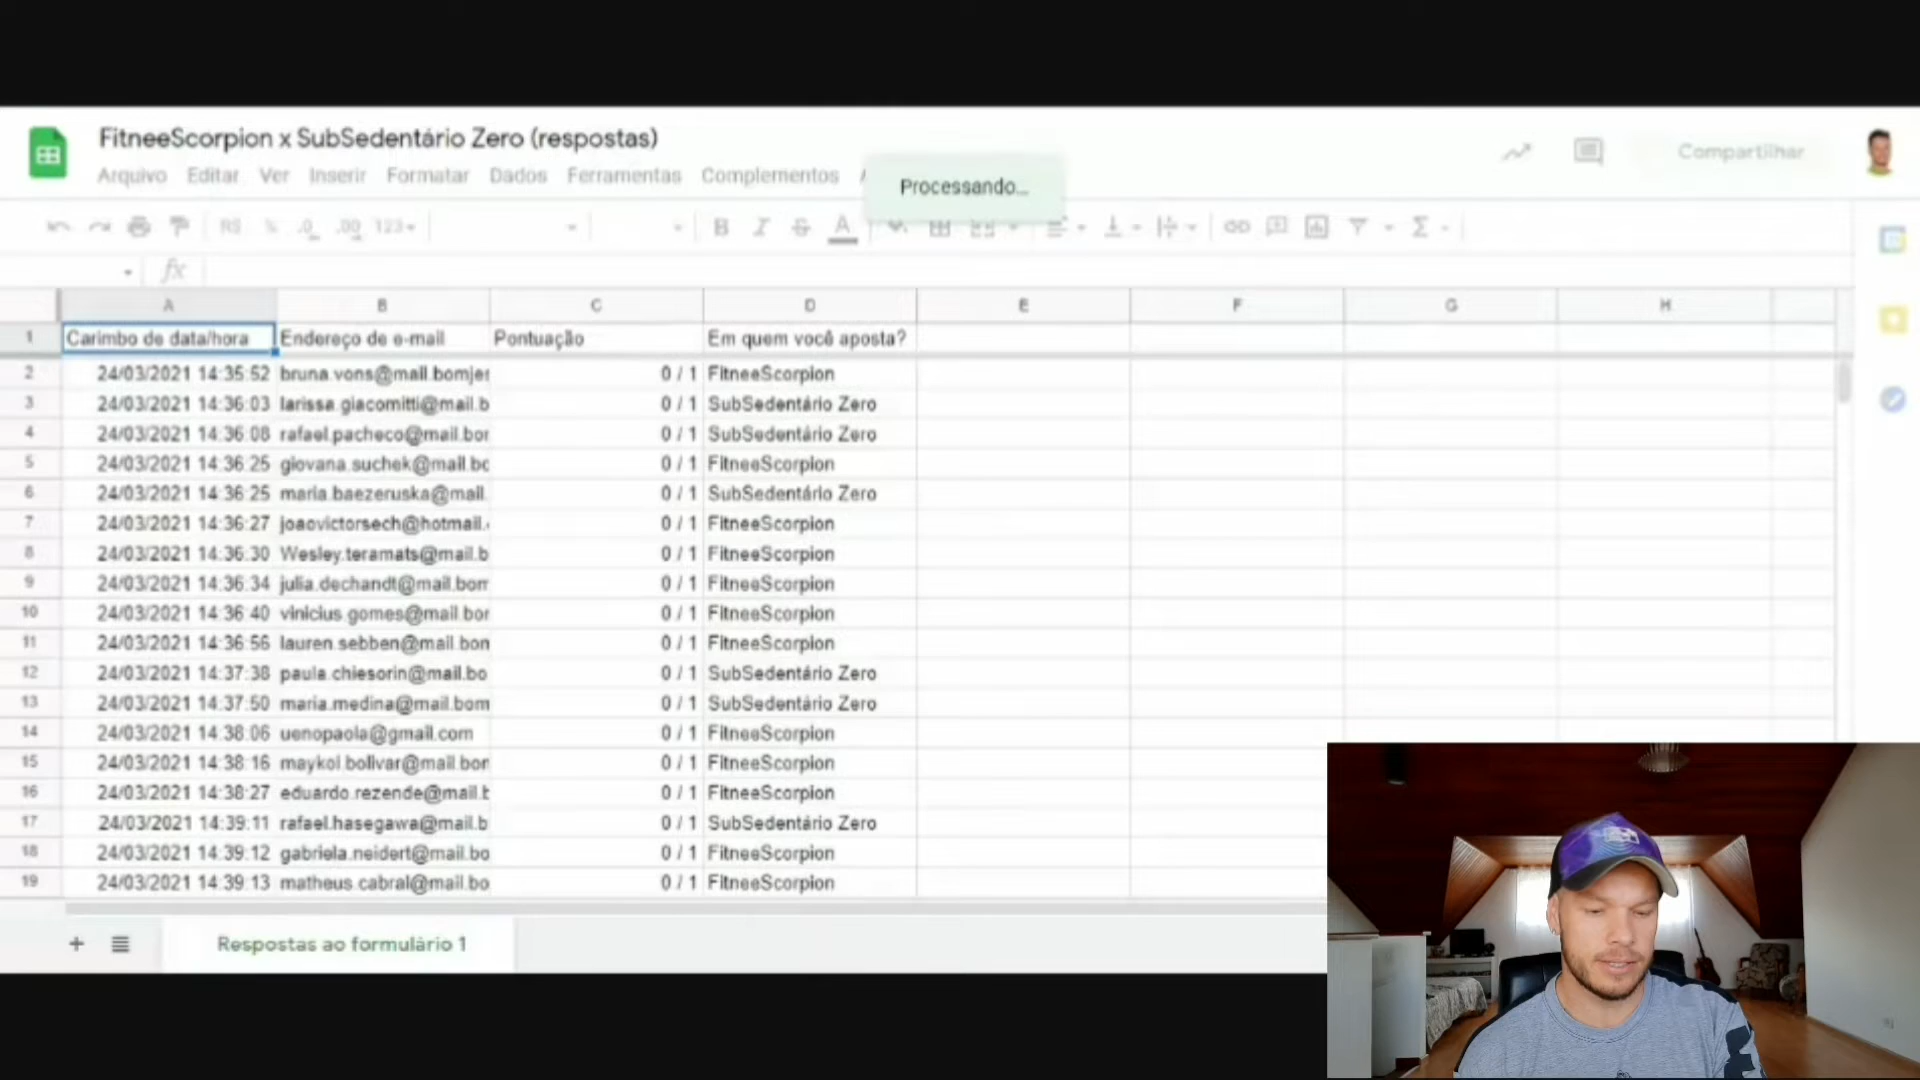 FitneeScorpion x SubSedentário Zero (respostas)
Arquivo Editar Ver Inserir Formatar Dados Ferramentas Complementos
Processando...
Compartilhar
R$ % .0 .00 123
B I S A
fx
A B C D E F G H
1 Carimbo de data/hora Endereço de e-mail Pontuação Em quem você aposta?
2 24/03/2021 14:35:52 bruna.vons@mail.bomjes 0 / 1 FitneeScorpion
3 24/03/2021 14:36:03 larissa.giacomitti@mail.b 0 / 1 SubSedentário Zero
4 24/03/2021 14:36:08 rafael.pacheco@mail.bor 0 / 1 SubSedentário Zero
5 24/03/2021 14:36:25 giovana.suchek@mail.bc 0 / 1 FitneeScorpion
6 24/03/2021 14:36:25 maria.baezeruska@mail. 0 / 1 SubSedentário Zero
7 24/03/2021 14:36:27 joaovictorsech@hotmail. 0 / 1 FitneeScorpion
8 24/03/2021 14:36:30 Wesley.teramats@mail.b 0 / 1 FitneeScorpion
9 24/03/2021 14:36:34 julia.dechandt@mail.bom 0 / 1 FitneeScorpion
10 24/03/2021 14:36:40 vinicius.gomes@mail.bor 0 / 1 FitneeScorpion
11 24/03/2021 14:36:56 lauren.sebben@mail.bom 0 / 1 FitneeScorpion
12 24/03/2021 14:37:38 paula.chiesorin@mail.bo 0 / 1 SubSedentário Zero
13 24/03/2021 14:37:50 maria.medina@mail.bom 0 / 1 SubSedentário Zero
14 24/03/2021 14:38:06 uenopaola@gmail.com 0 / 1 FitneeScorpion
15 24/03/2021 14:38:16 maykol.bolivar@mail.bor 0 / 1 FitneeScorpion
16 24/03/2021 14:38:27 eduardo.rezende@mail.b 0 / 1 FitneeScorpion
17 24/03/2021 14:39:11 rafael.hasegawa@mail.b 0 / 1 SubSedentário Zero
18 24/03/2021 14:39:12 gabriela.neidert@mail.bo 0 / 1 FitneeScorpion
19 24/03/2021 14:39:13 matheus.cabral@mail.bo 0 / 1 FitneeScorpion
Respostas ao formulário 1